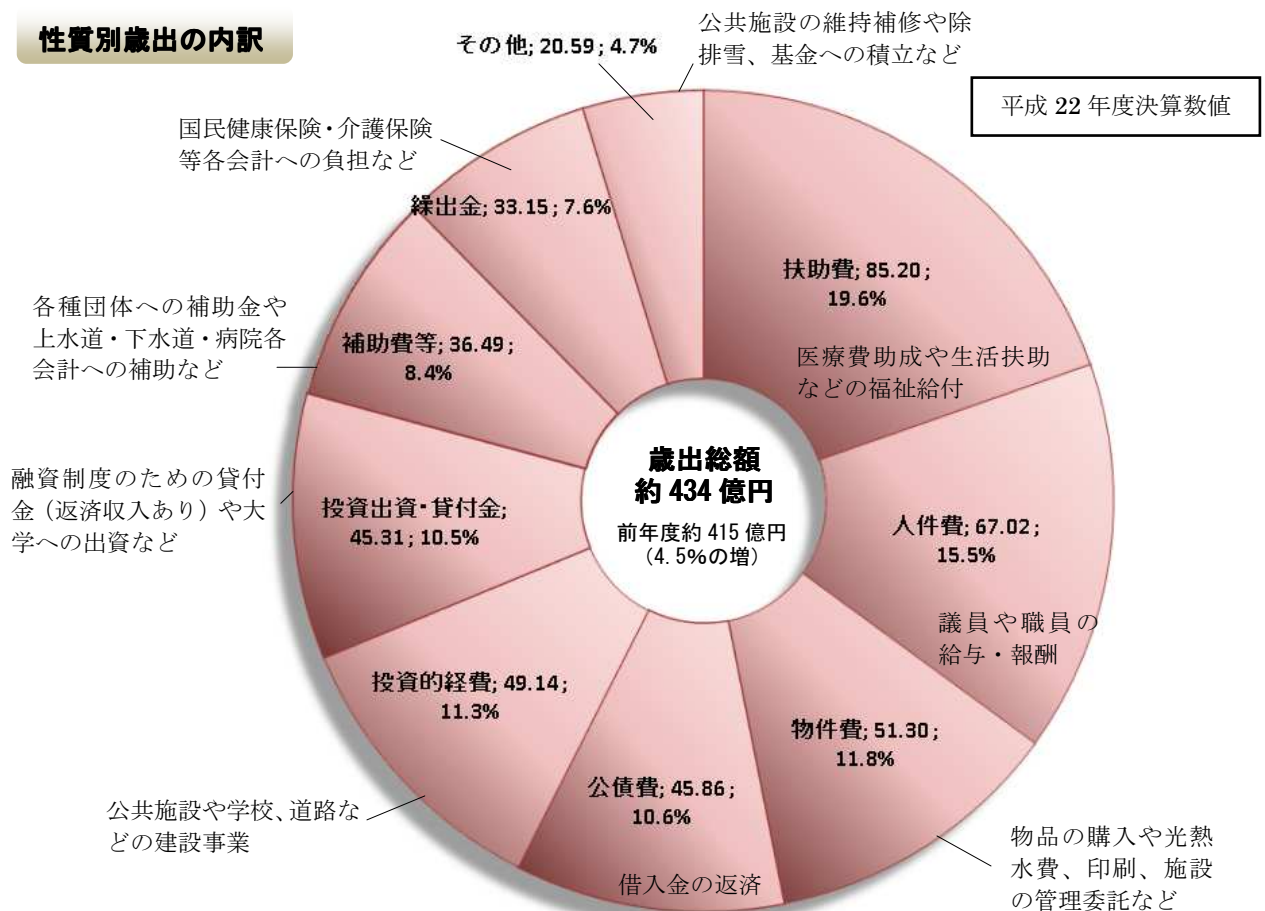 性質別歳出の内訳
その他; 20.59; 4.7%
公共施設の維持補修や除
排雪、基金への積立など
平成 22 年度決算数値
国民健康保険・介護保険
等各会計への負担など
繰出金; 33.15; 7.6%
扶助費; 85.20;
19.6%
医療費助成や生活扶助
などの福祉給付
各種団体への補助金や
上水道・下水道・病院各
会計への補助など
補助費等; 36.49;
8.4%
歳出総額
約 434 億円
前年度約 415 億円
(4.5%の増)
融資制度のための貸付
金（返済収入あり）や大
学への出資など
投資出資・貸付金;
45.31; 10.5%
人件費; 67.02;
15.5%
議員や職員の
給与・報酬
投資的経費; 49.14;
11.3%
物件費; 51.30;
11.8%
公債費; 45.86;
10.6%
借入金の返済
公共施設や学校、道路な
どの建設事業
物品の購入や光熱
水費、印刷、施設
の管理委託など